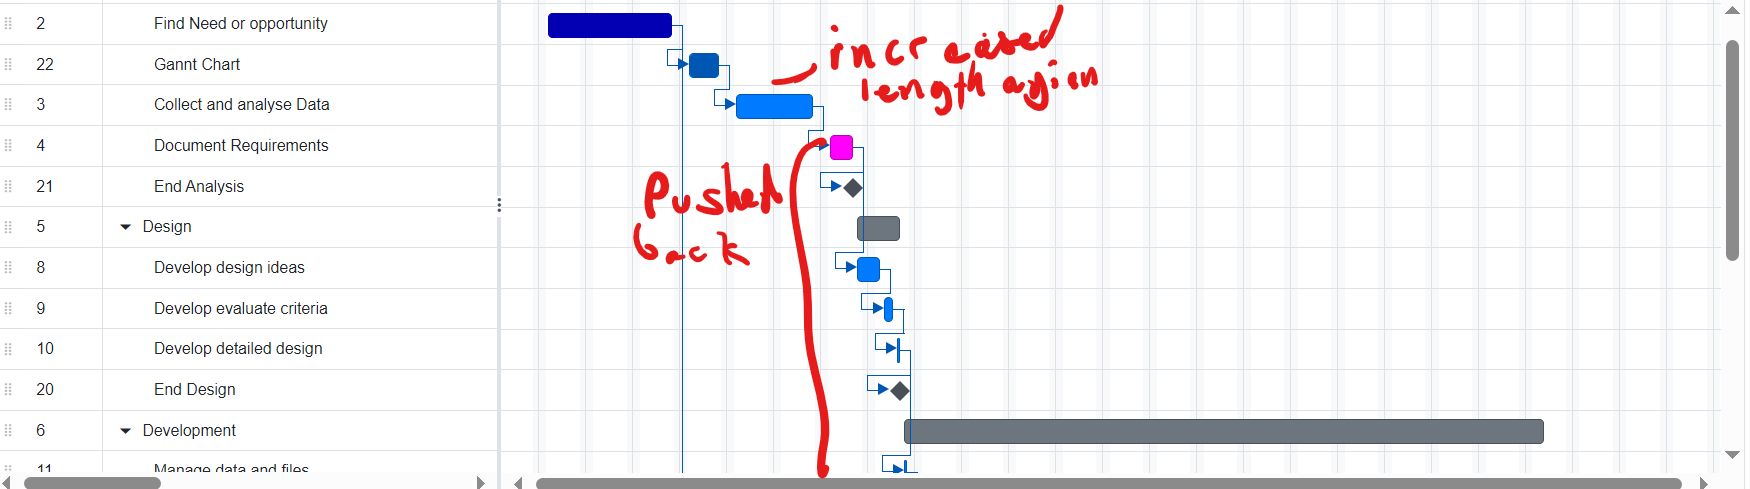 2 Find Need or opportunity
22 Gannt Chart
3 Collect and analyse Data
4 Document Requirements
21 End Analysis
5 Design
8 Develop design ideas
9 Develop evaluate criteria
10 Develop detailed design
20 End Design
6 Development
11 Manage data and files
increased
length agian
Pushed
back